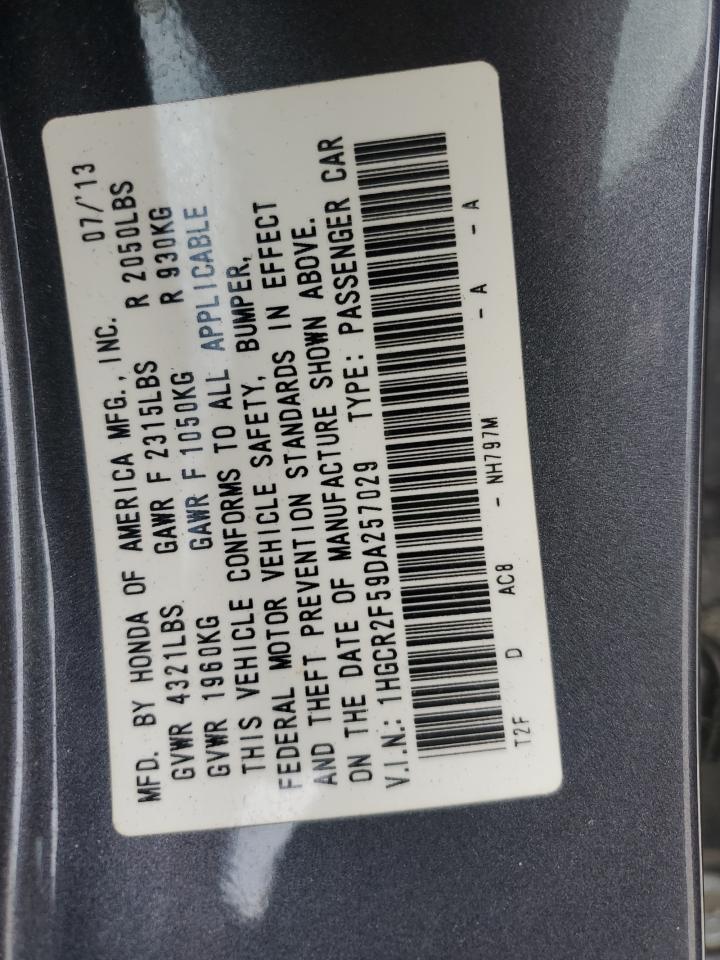 MFD. BY HONDA OF AMERICA MFG., INC. 07/'13
GVWR 4321LBS GAWR F 2315LBS R 2050LBS
GVWR 1960KG GAWR F 1050KG R 930KG
THIS VEHICLE CONFORMS TO ALL APPLICABLE
FEDERAL MOTOR VEHICLE SAFETY, BUMPER,
AND THEFT PREVENTION STANDARDS IN EFFECT
ON THE DATE OF MANUFACTURE SHOWN ABOVE.
V.I.N.: 1HGCR2F59DA257029 TYPE: PASSENGER CAR
T2F D AC8 - NH797M - A - A